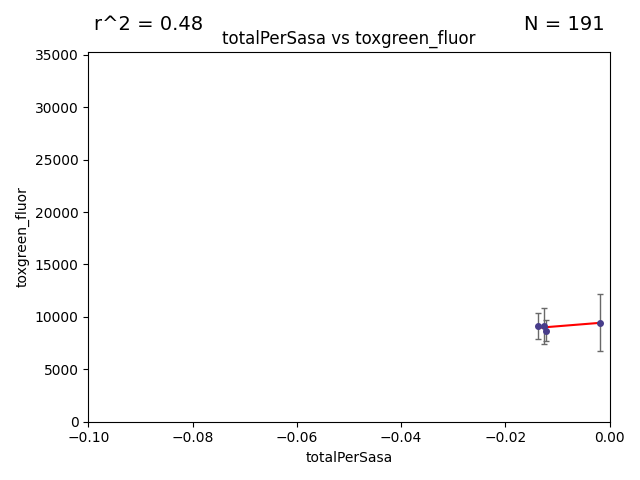 r^2 = 0.48 N = 191
totalPerSasa vs toxgreen_fluor
35000
30000
25000
20000
15000
10000
5000
0
toxgreen_fluor
−0.10 −0.08 −0.06 −0.04 −0.02 0.00
totalPerSasa